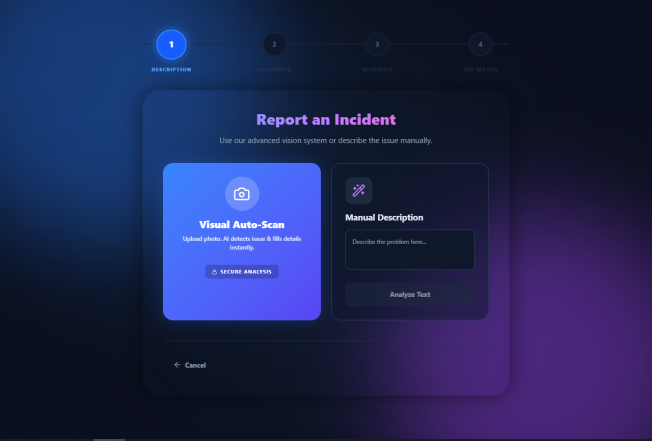 1
2
3
4
DESCRIPTION
DIAGNOSIS
SCHEDULE
PRO MATCH
Report an Incident
Use our advanced vision system or describe the issue manually.
Visual Auto-Scan
Upload photo, AI detects issue & fills details
instantly.
SECURE ANALYSIS
Manual Description
Describe the problem here...
Analyze Text
Cancel